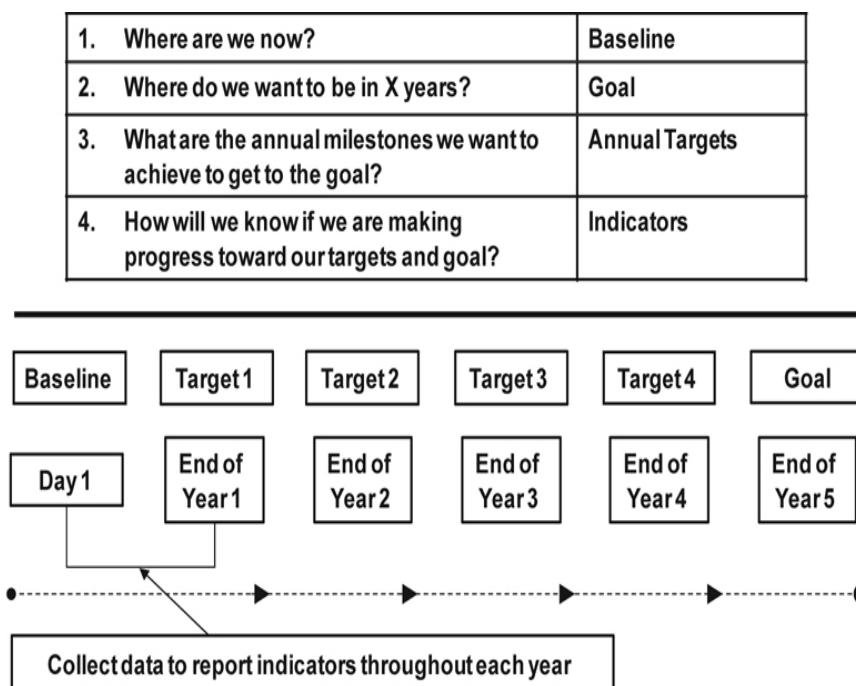 1. Where are we now? Baseline
2. Where do we want to be in X years? Goal
3. What are the annual milestones we want to Annual Targets
achieve to get to the goal?
4. How will we know if we are making Indicators
progress toward our targets and goal?
Baseline Target 1 Target 2 Target 3 Target 4 Goal
Day 1
End of
Year 1
End of
Year 2
End of
Year 3
End of
Year 4
End of
Year 5
Collect data to report indicators throughout each year